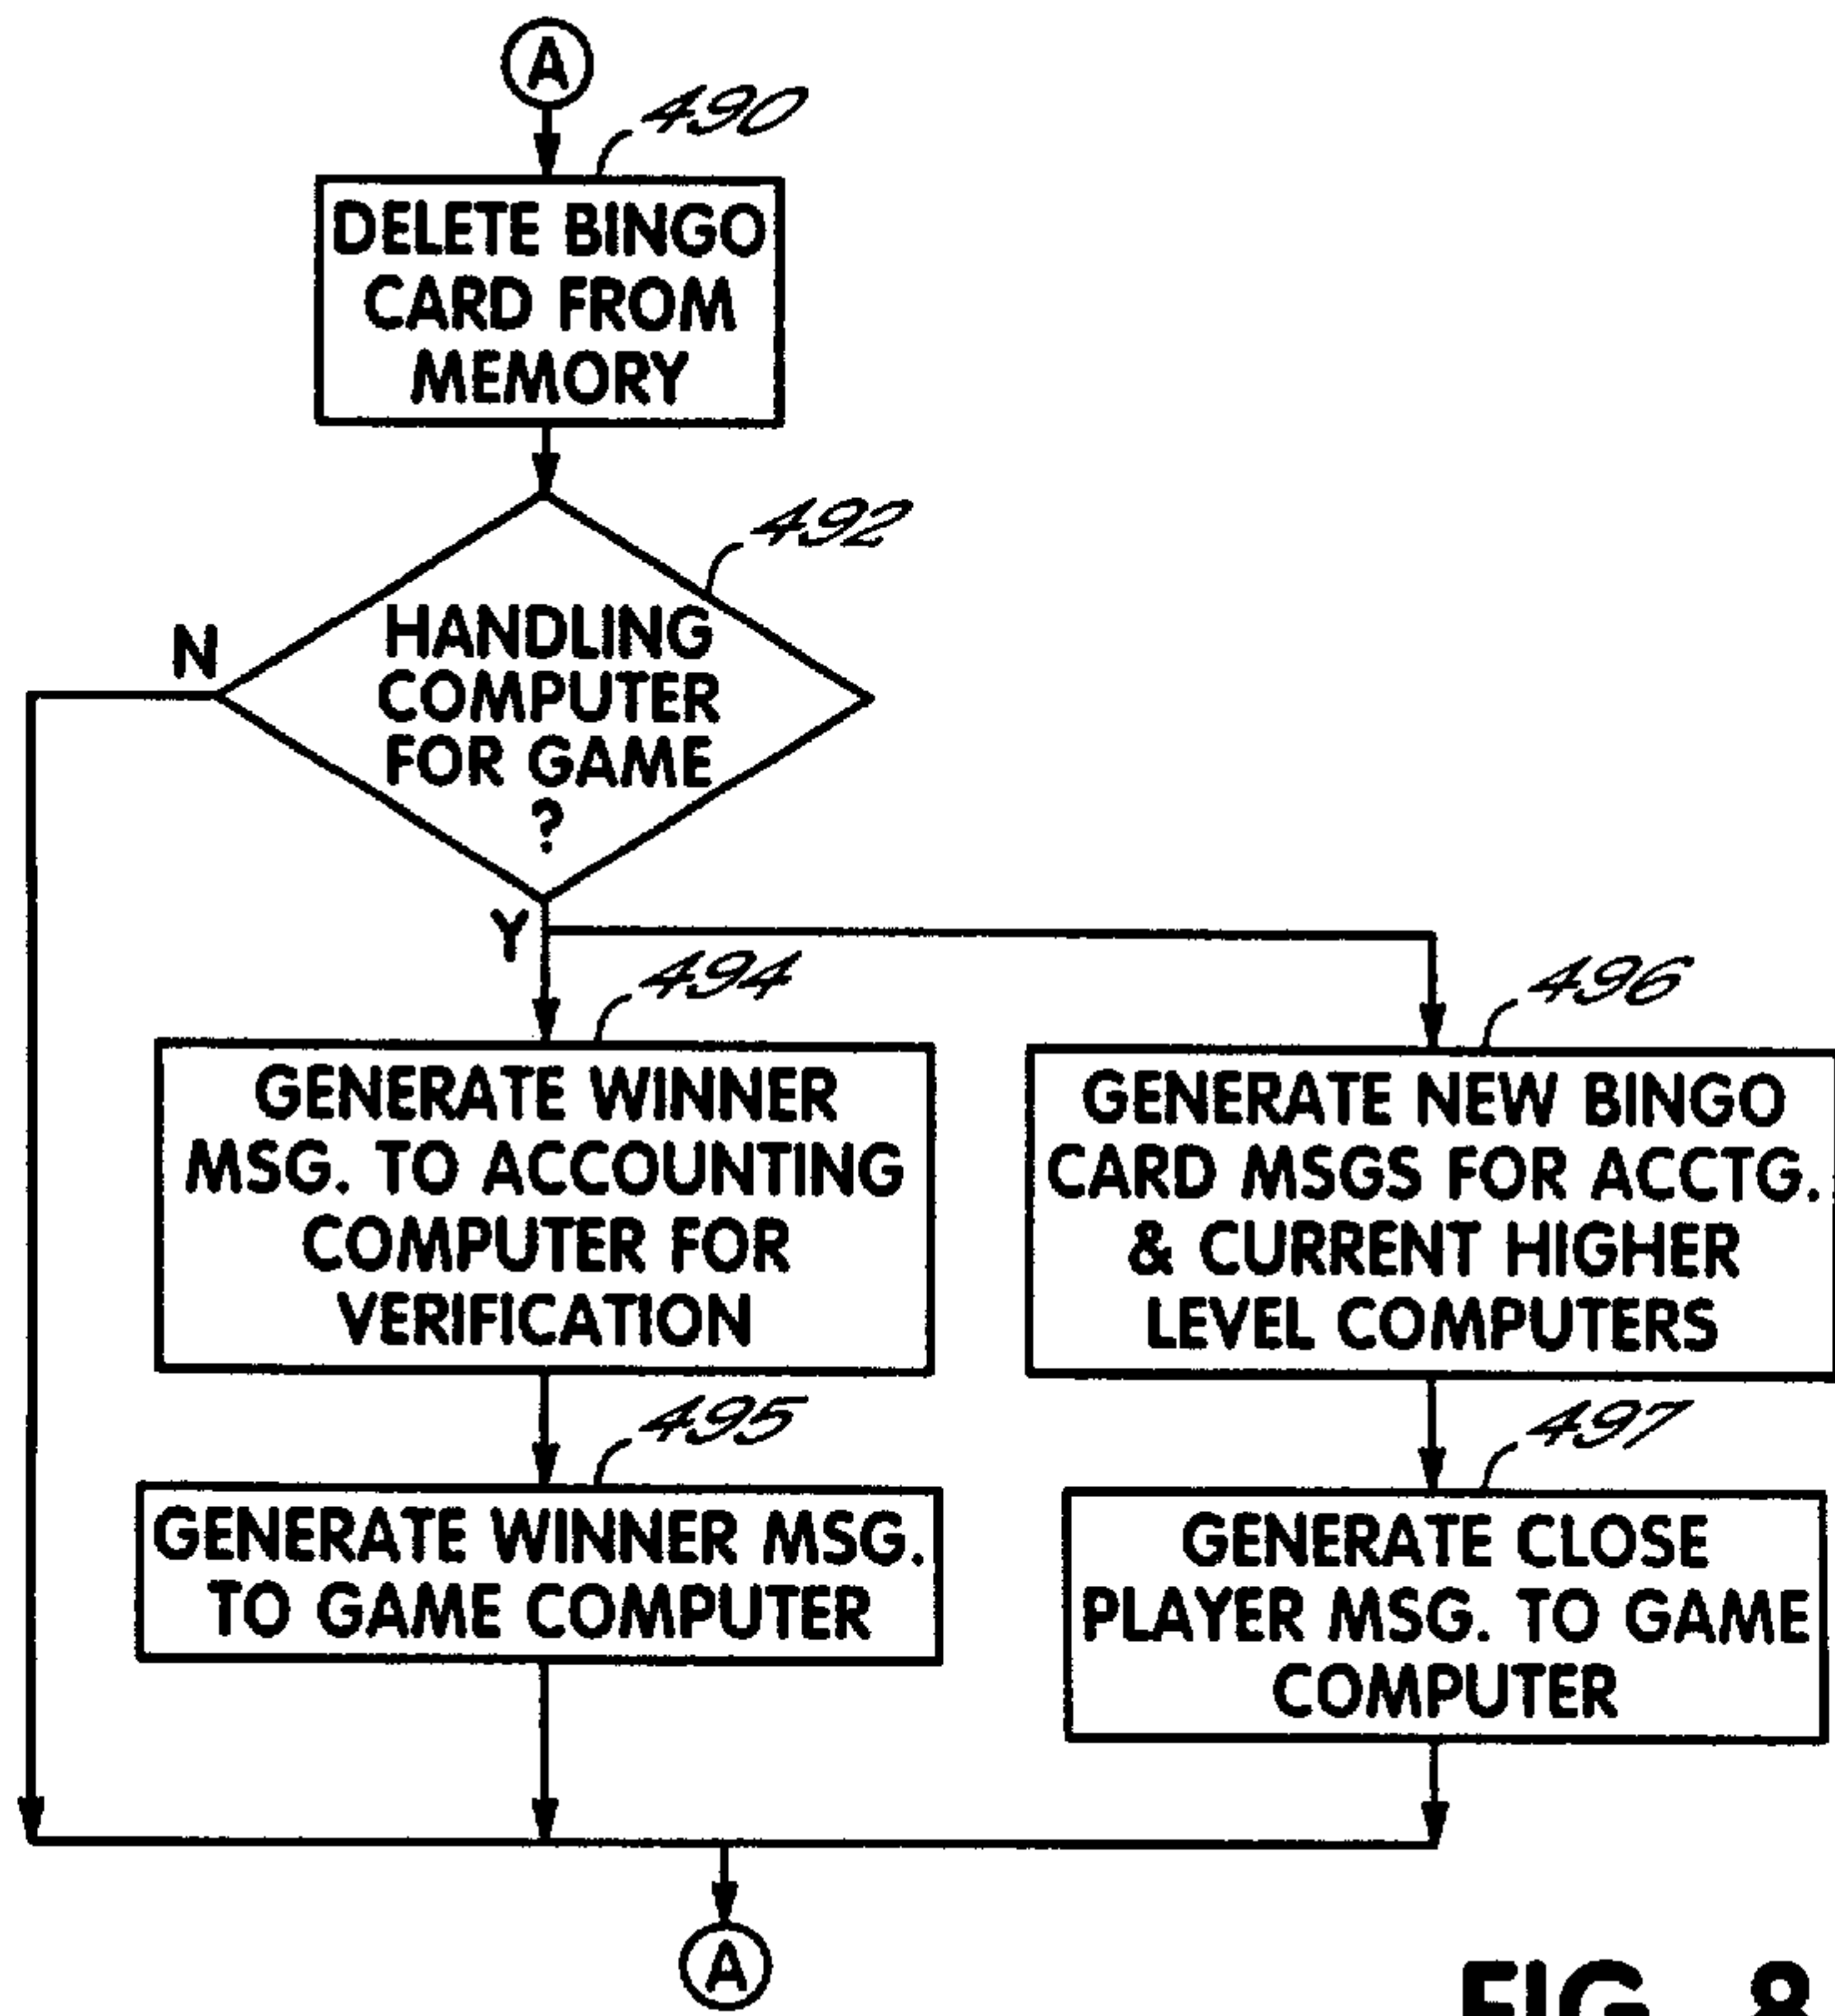 A
490
DELETE BINGO
CARD FROM
MEMORY
492
HANDLING
COMPUTER
FOR GAME
?
N
Y
494
GENERATE WINNER
MSG. TO ACCOUNTING
COMPUTER FOR
VERIFICATION
496
GENERATE NEW BINGO
CARD MSGS FOR ACCTG.
& CURRENT HIGHER
LEVEL COMPUTERS
495
GENERATE WINNER MSG.
TO GAME COMPUTER
497
GENERATE CLOSE
PLAYER MSG. TO GAME
COMPUTER
A
FIG. 8